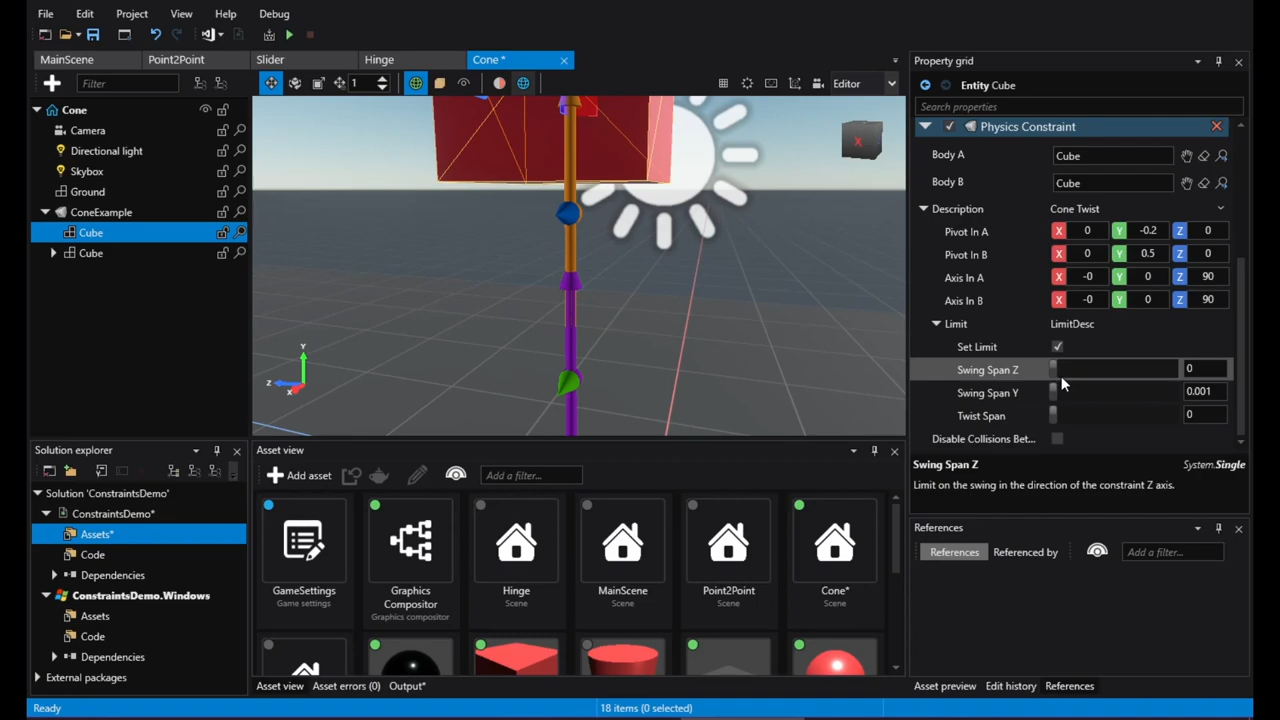 File Edit Project View Help Debug
MainScene Point2Point Slider Hinge Cone *
Filter 1 Editor
Cone
Camera
Directional light
Skybox
Ground
ConeExample
Cube
Cube
X
Y
Z
X
Property grid
Entity Cube
Search properties
Physics Constraint
Body A Cube
Body B Cube
Description Cone Twist
Pivot In A X 0 Y -0.2 Z 0
Pivot In B X 0 Y 0.5 Z 0
Axis In A X -0 Y 0 Z 90
Axis In B X -0 Y 0 Z 90
Limit LimitDesc
Set Limit
Swing Span Z 0
Swing Span Y 0.001
Twist Span 0
Disable Collisions Bet...
Swing Span Z System.Single
Limit on the swing in the direction of the constraint Z axis.
References
References Referenced by Add a filter...
Asset preview Edit history References
Solution explorer
Solution 'ConstraintsDemo'
ConstraintsDemo*
Assets*
Code
Dependencies
ConstraintsDemo.Windows
Assets
Code
Dependencies
External packages
Asset view
Add asset Add a filter...
GameSettings
Game settings
Graphics Compositor
Graphics compositor
Hinge
Scene
MainScene
Scene
Point2Point
Scene
Cone*
Scene
Asset view Asset errors (0) Output*
Ready 18 items (0 selected)